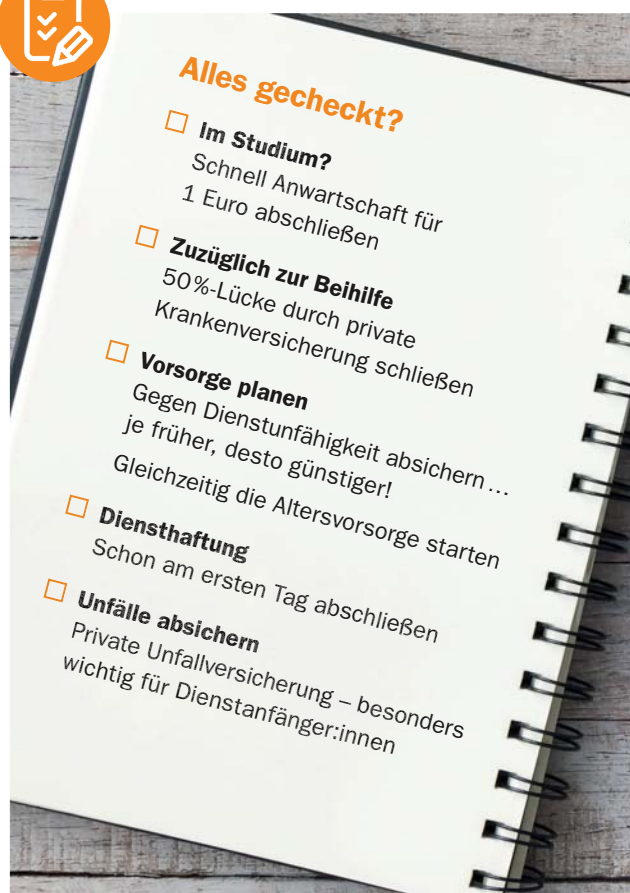 Alles gecheckt?
Im Studium?
Schnell Anwartschaft für
1 Euro abschließen
Zuzüglich zur Beihilfe
50%-Lücke durch private
Krankenversicherung schließen
Vorsorge planen
Gegen Dienstunfähigkeit absichern…
je früher, desto günstiger!
Gleichzeitig die Altersvorsorge starten
Diensthaftung
Schon am ersten Tag abschließen
Unfälle absichern
Private Unfallversicherung – besonders
wichtig für Dienstanfänger:innen